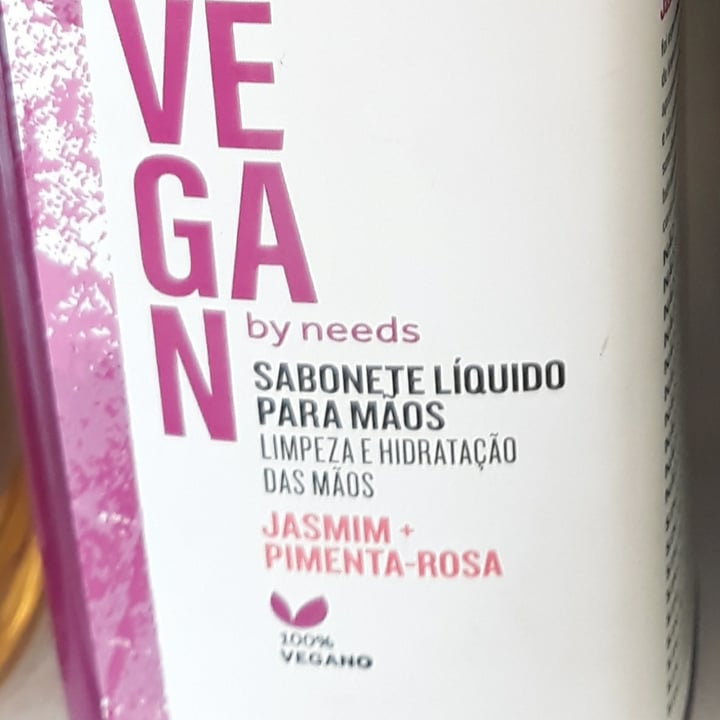 VE
GA
N
by needs
SABONETE LÍQUIDO
PARA MÃOS
LIMPEZA E HIDRATAÇÃO
DAS MÃOS
JASMIM +
PIMENTA-ROSA
100%
VEGANO